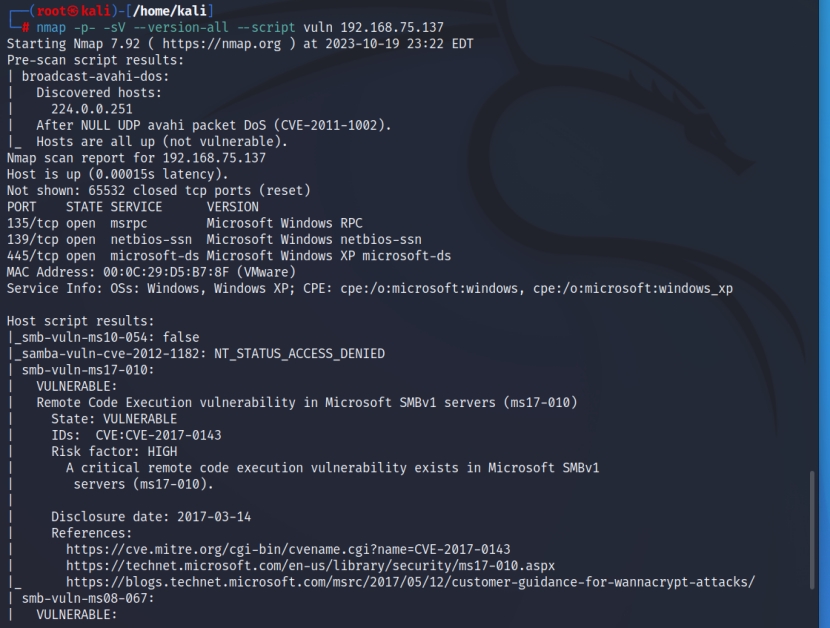 ┌──(root㉿kali)-[/home/kali]
└─# nmap -p- -sV --version-all --script vuln 192.168.75.137
Starting Nmap 7.92 ( https://nmap.org ) at 2023-10-19 23:22 EDT
Pre-scan script results:
| broadcast-avahi-dos:
|   Discovered hosts:
|     224.0.0.251
|   After NULL UDP avahi packet DoS (CVE-2011-1002).
|_  Hosts are all up (not vulnerable).
Nmap scan report for 192.168.75.137
Host is up (0.00015s latency).
Not shown: 65532 closed tcp ports (reset)
PORT    STATE SERVICE      VERSION
135/tcp open  msrpc        Microsoft Windows RPC
139/tcp open  netbios-ssn  Microsoft Windows netbios-ssn
445/tcp open  microsoft-ds Microsoft Windows XP microsoft-ds
MAC Address: 00:0C:29:D5:B7:8F (VMware)
Service Info: OSs: Windows, Windows XP; CPE: cpe:/o:microsoft:windows, cpe:/o:microsoft:windows_xp

Host script results:
|_smb-vuln-ms10-054: false
|_samba-vuln-cve-2012-1182: NT_STATUS_ACCESS_DENIED
| smb-vuln-ms17-010:
|   VULNERABLE:
|   Remote Code Execution vulnerability in Microsoft SMBv1 servers (ms17-010)
|     State: VULNERABLE
|     IDs:  CVE:CVE-2017-0143
|     Risk factor: HIGH
|       A critical remote code execution vulnerability exists in Microsoft SMBv1
|        servers (ms17-010).
|
|     Disclosure date: 2017-03-14
|     References:
|       https://cve.mitre.org/cgi-bin/cvename.cgi?name=CVE-2017-0143
|       https://technet.microsoft.com/en-us/library/security/ms17-010.aspx
|_      https://blogs.technet.microsoft.com/msrc/2017/05/12/customer-guidance-for-wannacrypt-attacks/
| smb-vuln-ms08-067:
|   VULNERABLE: